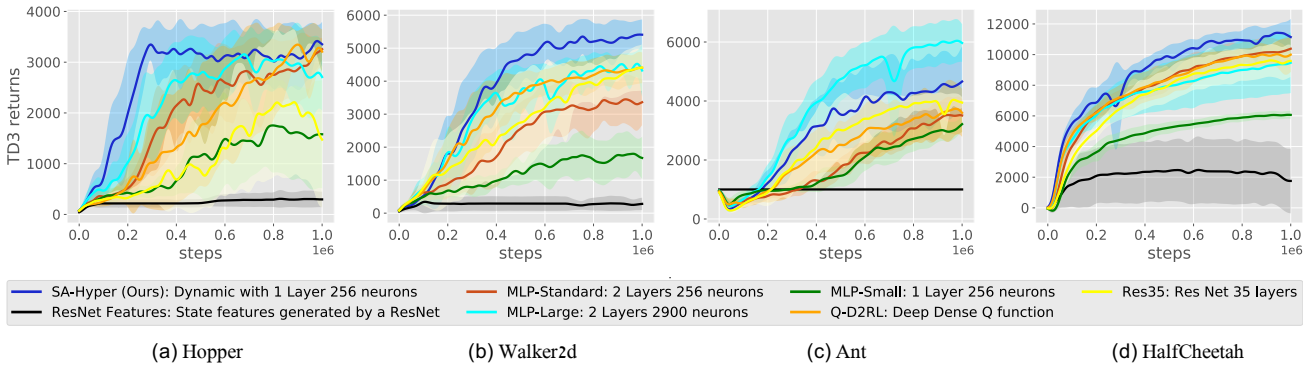 TD3 returns
4000
3000
2000
1000
0
0.0 0.2 0.4 0.6 0.8 1.0
steps 1e6
6000
5000
4000
3000
2000
1000
0
0.0 0.2 0.4 0.6 0.8 1.0
steps 1e6
6000
4000
2000
0
0.0 0.2 0.4 0.6 0.8 1.0
steps 1e6
12000
10000
8000
6000
4000
2000
0
0.0 0.2 0.4 0.6 0.8 1.0
steps 1e6
SA-Hyper (Ours): Dynamic with 1 Layer 256 neurons
ResNet Features: State features generated by a ResNet
MLP-Standard: 2 Layers 256 neurons
MLP-Large: 2 Layers 2900 neurons
MLP-Small: 1 Layer 256 neurons
Q-D2RL: Deep Dense Q function
Res35: Res Net 35 layers
(a) Hopper
(b) Walker2d
(c) Ant
(d) HalfCheetah